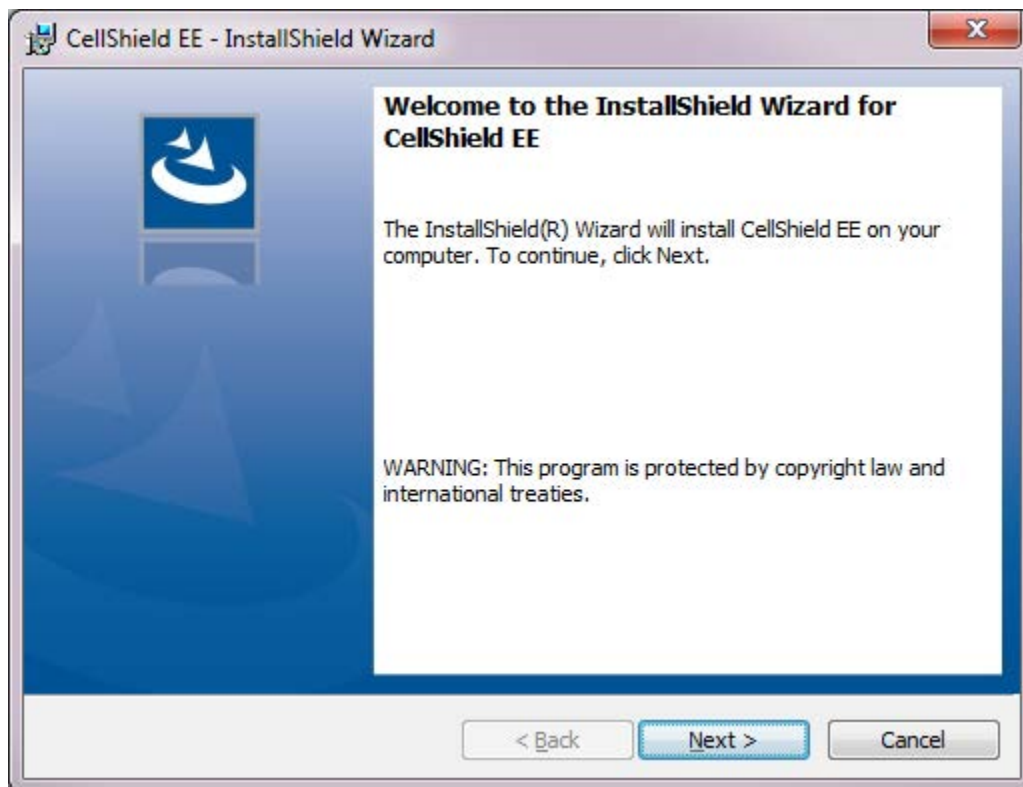 CellShield EE - InstallShield Wizard
Welcome to the InstallShield Wizard for
CellShield EE
The InstallShield(R) Wizard will install CellShield EE on your
computer. To continue, click Next.
WARNING: This program is protected by copyright law and
international treaties.
< Back
Next >
Cancel